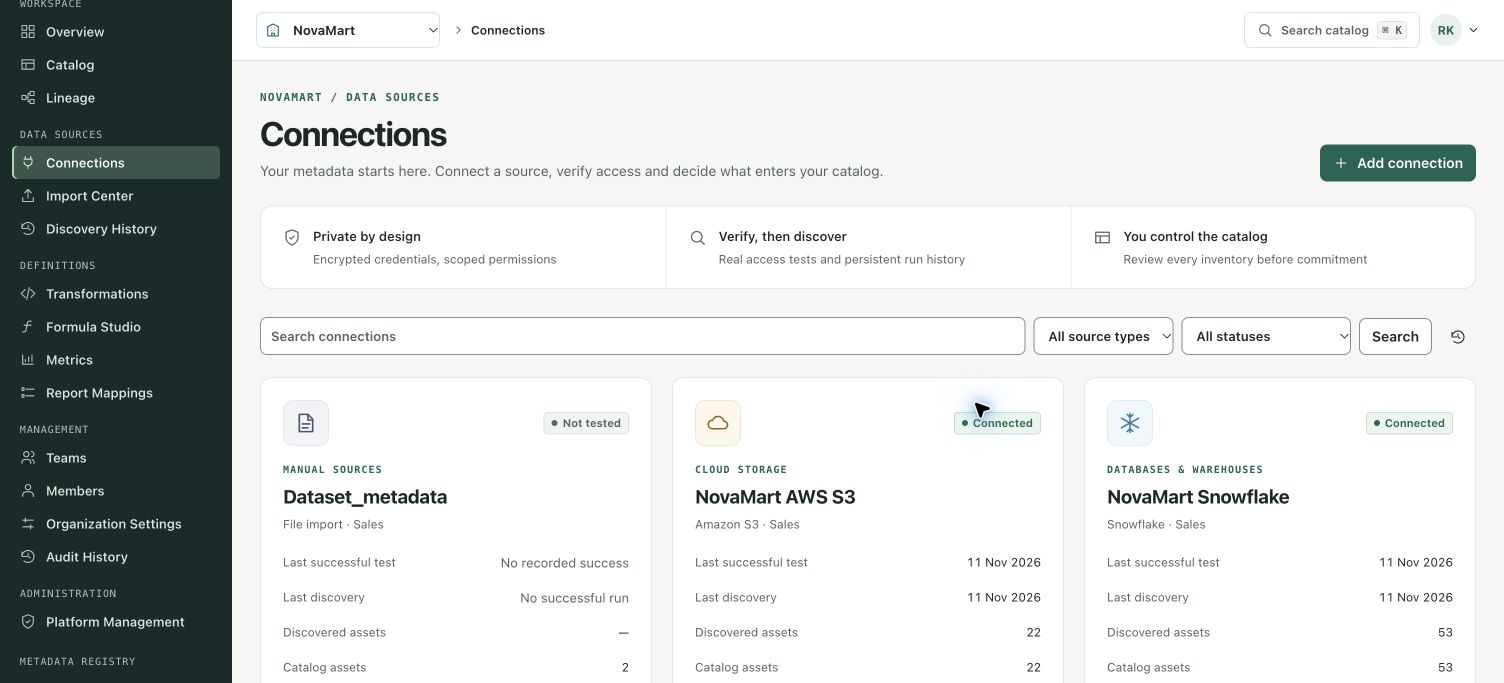 WORKSPACE
Overview
Catalog
Lineage
DATA SOURCES
Connections
Import Center
Discovery History
DEFINITIONS
Transformations
Formula Studio
Metrics
Report Mappings
MANAGEMENT
Teams
Members
Organization Settings
Audit History
ADMINISTRATION
Platform Management
METADATA REGISTRY
NovaMart
Connections
Search catalog ⌘ K
RK
NOVAMART / DATA SOURCES
Connections
Your metadata starts here. Connect a source, verify access and decide what enters your catalog.
+ Add connection
Private by design
Encrypted credentials, scoped permissions
Verify, then discover
Real access tests and persistent run history
You control the catalog
Review every inventory before commitment
Search connections
All source types
All statuses
Search
Not tested
MANUAL SOURCES
Dataset_metadata
File import · Sales
Last successful test No recorded success
Last discovery No successful run
Discovered assets —
Catalog assets 2
Connected
CLOUD STORAGE
NovaMart AWS S3
Amazon S3 · Sales
Last successful test 11 Nov 2026
Last discovery 11 Nov 2026
Discovered assets 22
Catalog assets 22
Connected
DATABASES & WAREHOUSES
NovaMart Snowflake
Snowflake · Sales
Last successful test 11 Nov 2026
Last discovery 11 Nov 2026
Discovered assets 53
Catalog assets 53